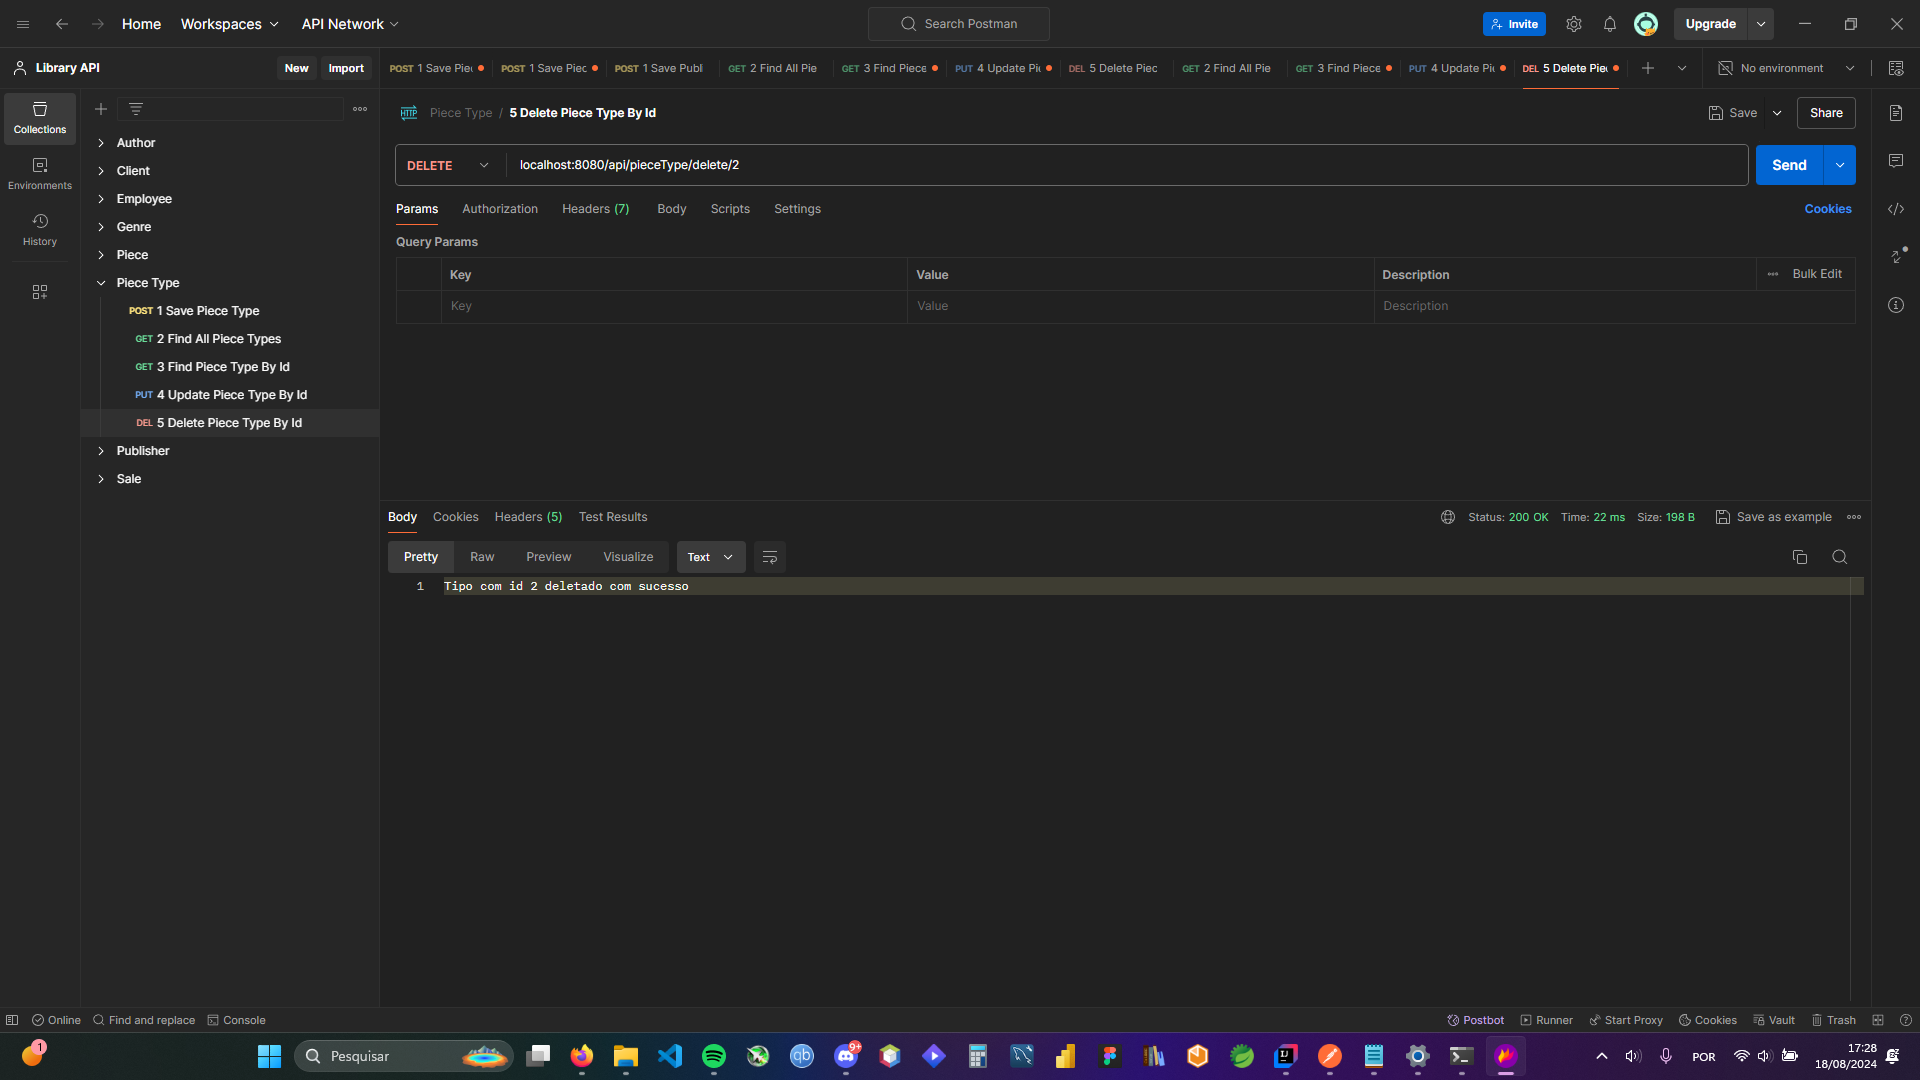 Home Workspaces API Network Search Postman Invite Upgrade
Library API New Import
POST 1 Save Piec POST 1 Save Piec POST 1 Save Publ GET 2 Find All Pie GET 3 Find Piece PUT 4 Update Pi DEL 5 Delete Piec GET 2 Find All Pie GET 3 Find Piece PUT 4 Update Pi DEL 5 Delete Piec No environment
Collections
Environments
History
Author
Client
Employee
Genre
Piece
Piece Type
POST 1 Save Piece Type
GET 2 Find All Piece Types
GET 3 Find Piece Type By Id
PUT 4 Update Piece Type By Id
DEL 5 Delete Piece Type By Id
Publisher
Sale
HTTP Piece Type / 5 Delete Piece Type By Id Save Share
DELETE localhost:8080/api/pieceType/delete/2 Send
Params Authorization Headers (7) Body Scripts Settings Cookies
Query Params
Key Value Description Bulk Edit
Key Value Description
Body Cookies Headers (5) Test Results Status: 200 OK Time: 22 ms Size: 198 B Save as example
Pretty Raw Preview Visualize Text
1 Tipo com id 2 deletado com sucesso
Online Find and replace Console Postbot Runner Start Proxy Cookies Vault Trash
1 Pesquisar qb 9+ IJ POR 17:28
18/08/2024